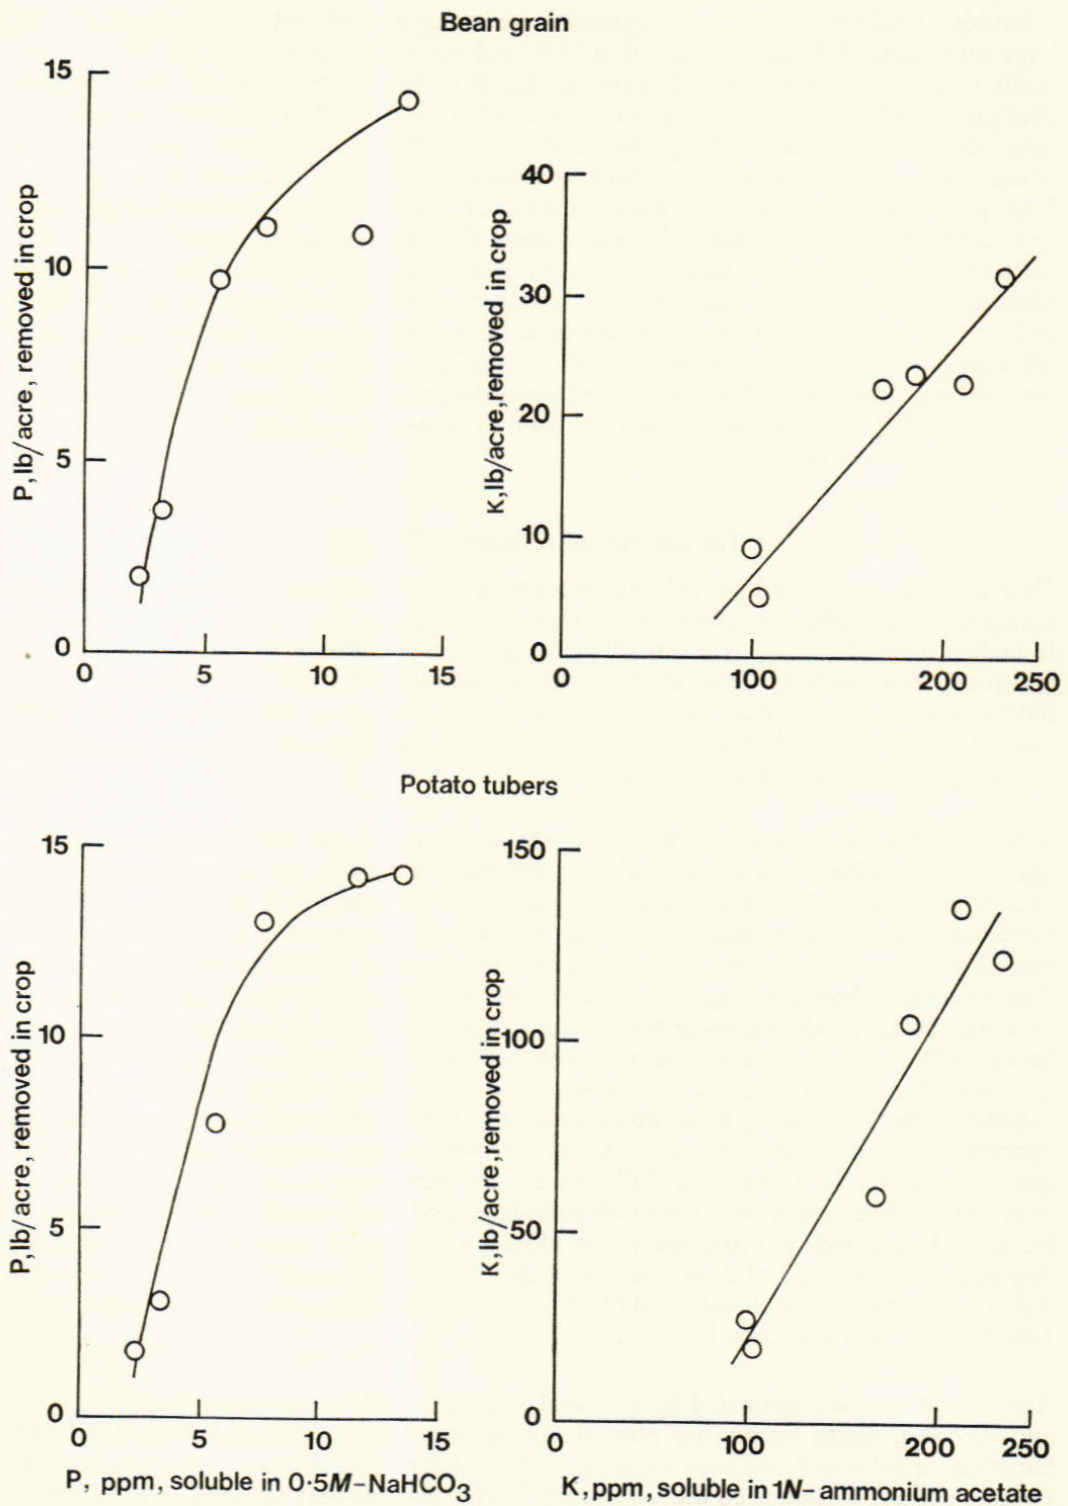 Bean grain
P,lb/acre, removed in crop
15
10
5
0
0 5 10 15
K,lb/acre,removed in crop
40
30
20
10
0
0 100 200 250
Potato tubers
P,lb/acre, removed in crop
15
10
5
0
0 5 10 15
P, ppm, soluble in 0·5M-NaHCO3
K,lb/acre,removed in crop
150
100
50
0
0 100 200 250
K,ppm, soluble in 1N-ammonium acetate